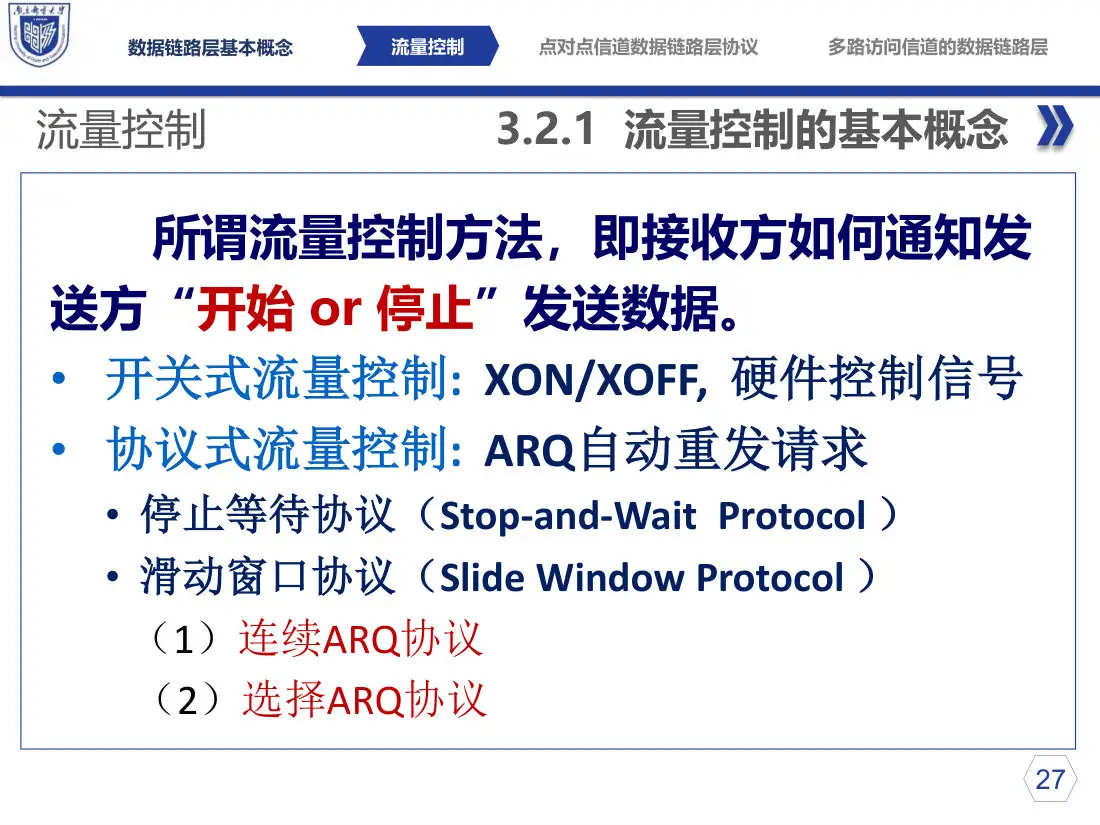 南京邮电大学
数据链路层基本概念 流量控制 点对点信道数据链路层协议 多路访问信道的数据链路层
流量控制 3.2.1 流量控制的基本概念
所谓流量控制方法，即接收方如何通知发
送方“开始 or 停止”发送数据。
• 开关式流量控制: XON/XOFF, 硬件控制信号
• 协议式流量控制: ARQ自动重发请求
• 停止等待协议（Stop-and-Wait Protocol ）
• 滑动窗口协议（Slide Window Protocol ）
（1）连续ARQ协议
（2）选择ARQ协议
27